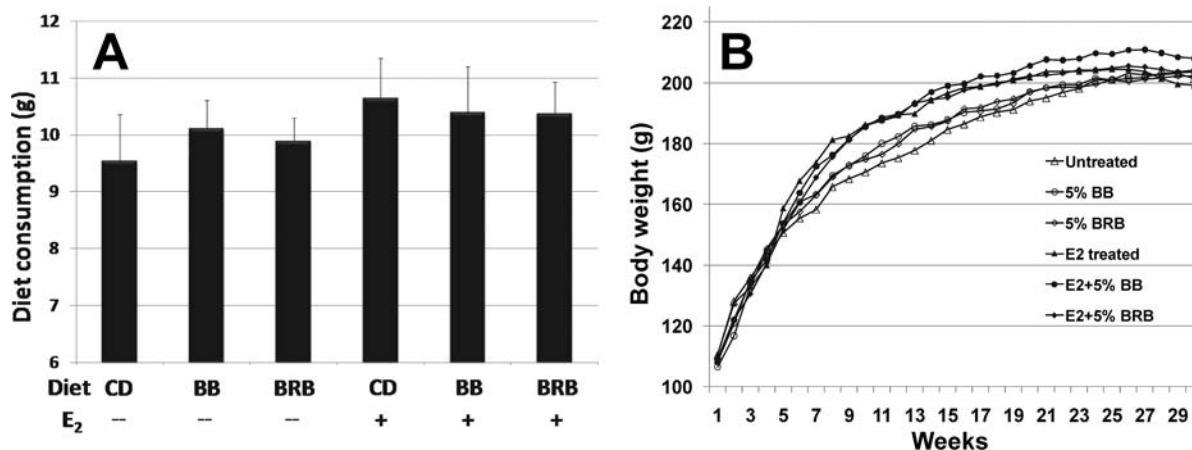 A
Diet consumption (g)
12
11
10
9
8
7
6
Diet CD BB BRB CD BB BRB
E₂ -- -- -- + + +
B
Body weight (g)
220
200
180
160
140
120
100
Untreated
5% BB
5% BRB
E2 treated
E2+5% BB
E2+5% BRB
1 3 5 7 9 11 13 15 17 19 21 23 25 27 29
Weeks